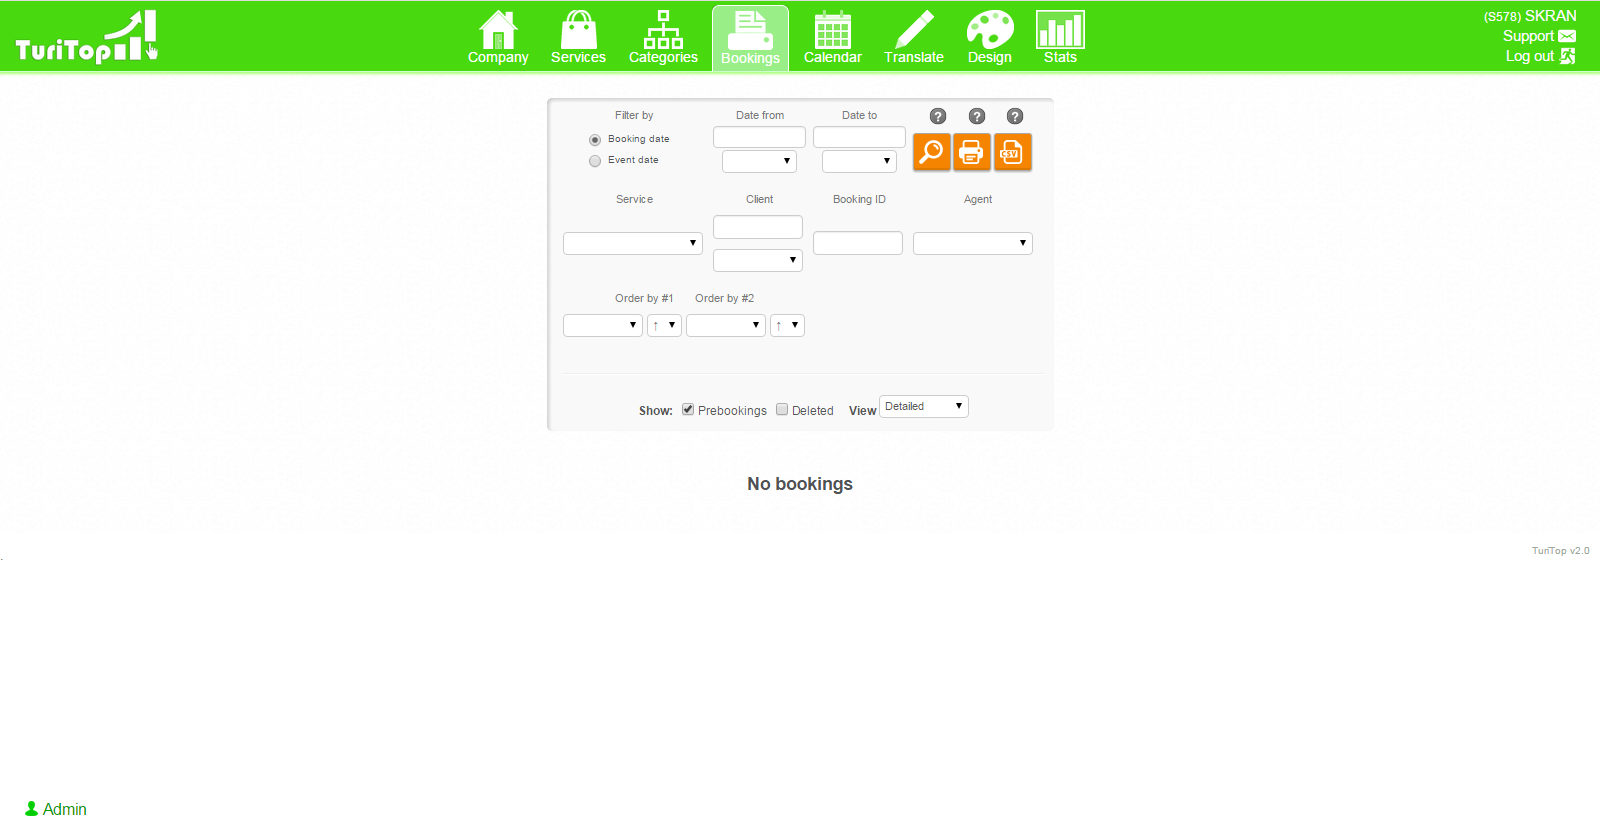 TuriTop
Company
Services
Categories
Bookings
Calendar
Translate
Design
Stats
(S578) SKRAN
Support
Log out
Filter by
Date from
Date to
? ? ?
Booking date
Event date
CSV
Service
Client
Booking ID
Agent
Order by #1
Order by #2
↑ ↑
Show: Prebookings Deleted View Detailed
No bookings
.
TuriTop v2.0
Admin